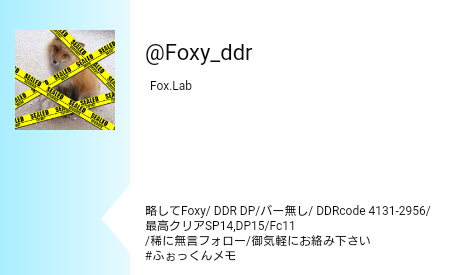 @Foxy_ddr
Fox.Lab
略してFoxy/ DDR DP/バー無し/ DDRcode 4131-2956/
最高クリアSP14,DP15/Fc11
/稀に無言フォロー/御気軽にお絡み下さい
#ふぉっくんメモ
SEALED
SEALED
SEALED
SEALED
SEALED
SEALED